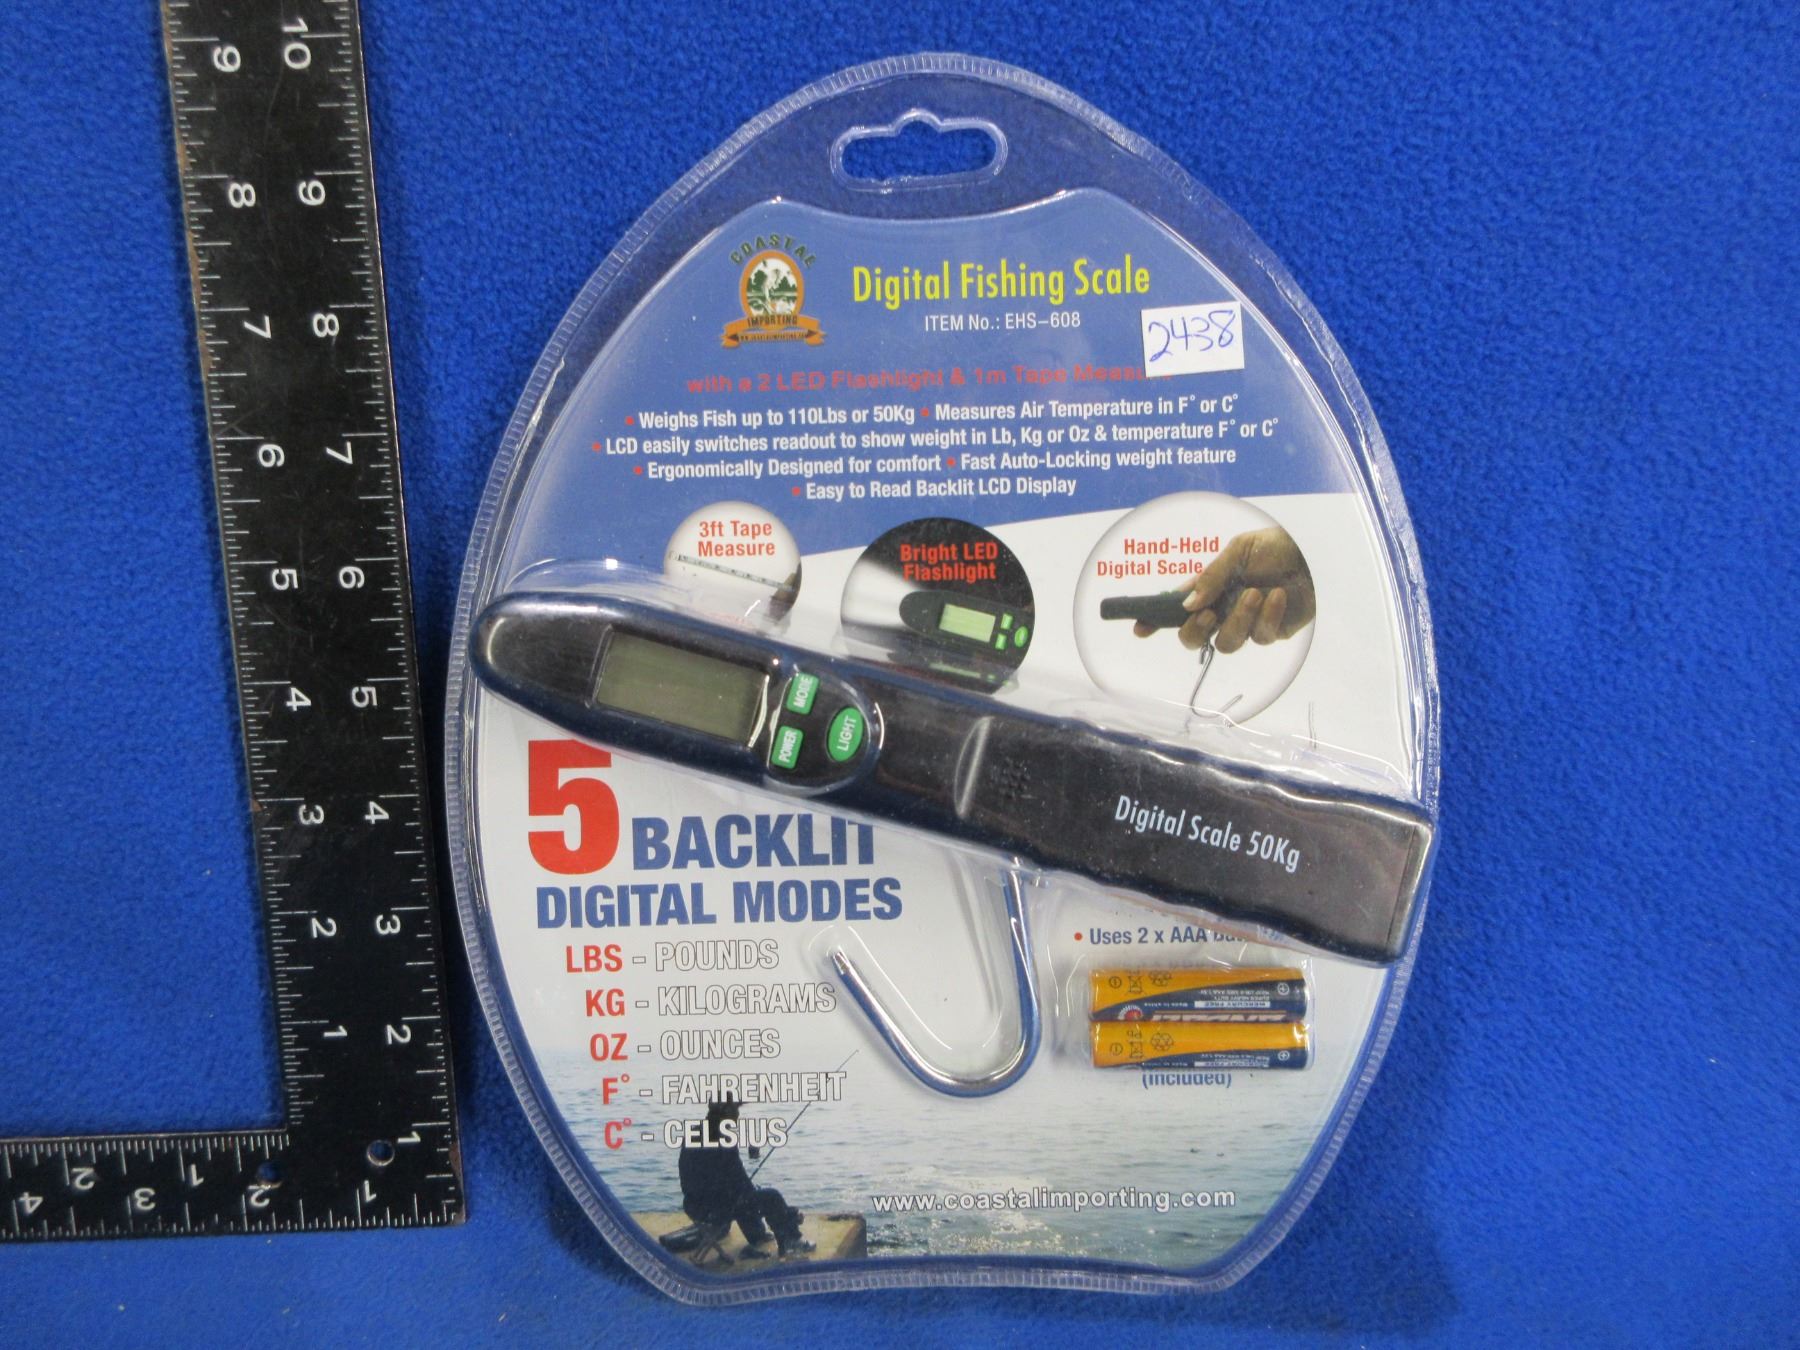 COASTAL
IMPORTING
Digital Fishing Scale
ITEM No.: EHS-608
2438
with a 2 LED Flashlight & 1m Tape
• Weighs Fish up to 110Lbs or 50Kg • Measures Air Temperature in F° or C°
• LCD easily switches readout to show weight in Lb, Kg or Oz & temperature F° or C°
• Ergonomically Designed for comfort • Fast Auto-Locking weight feature
• Easy to Read Backlit LCD Display
3ft Tape
Measure
Bright LED
Flashlight
Hand-Held
Digital Scale
MODE
POWER
LIGHT
Digital Scale 50Kg
5 BACKLIT
DIGITAL MODES
LBS - POUNDS
KG - KILOGRAMS
OZ - OUNCES
F° - FAHRENHEIT
C° - CELSIUS
• Uses 2 x AAA
MERCURY FREE
(included)
www.coastalimporting.com
10
9
8
7
6
5
4
3
2
1
9
8
7
6
5
4
3
2
1
2
1
4
3
2
1